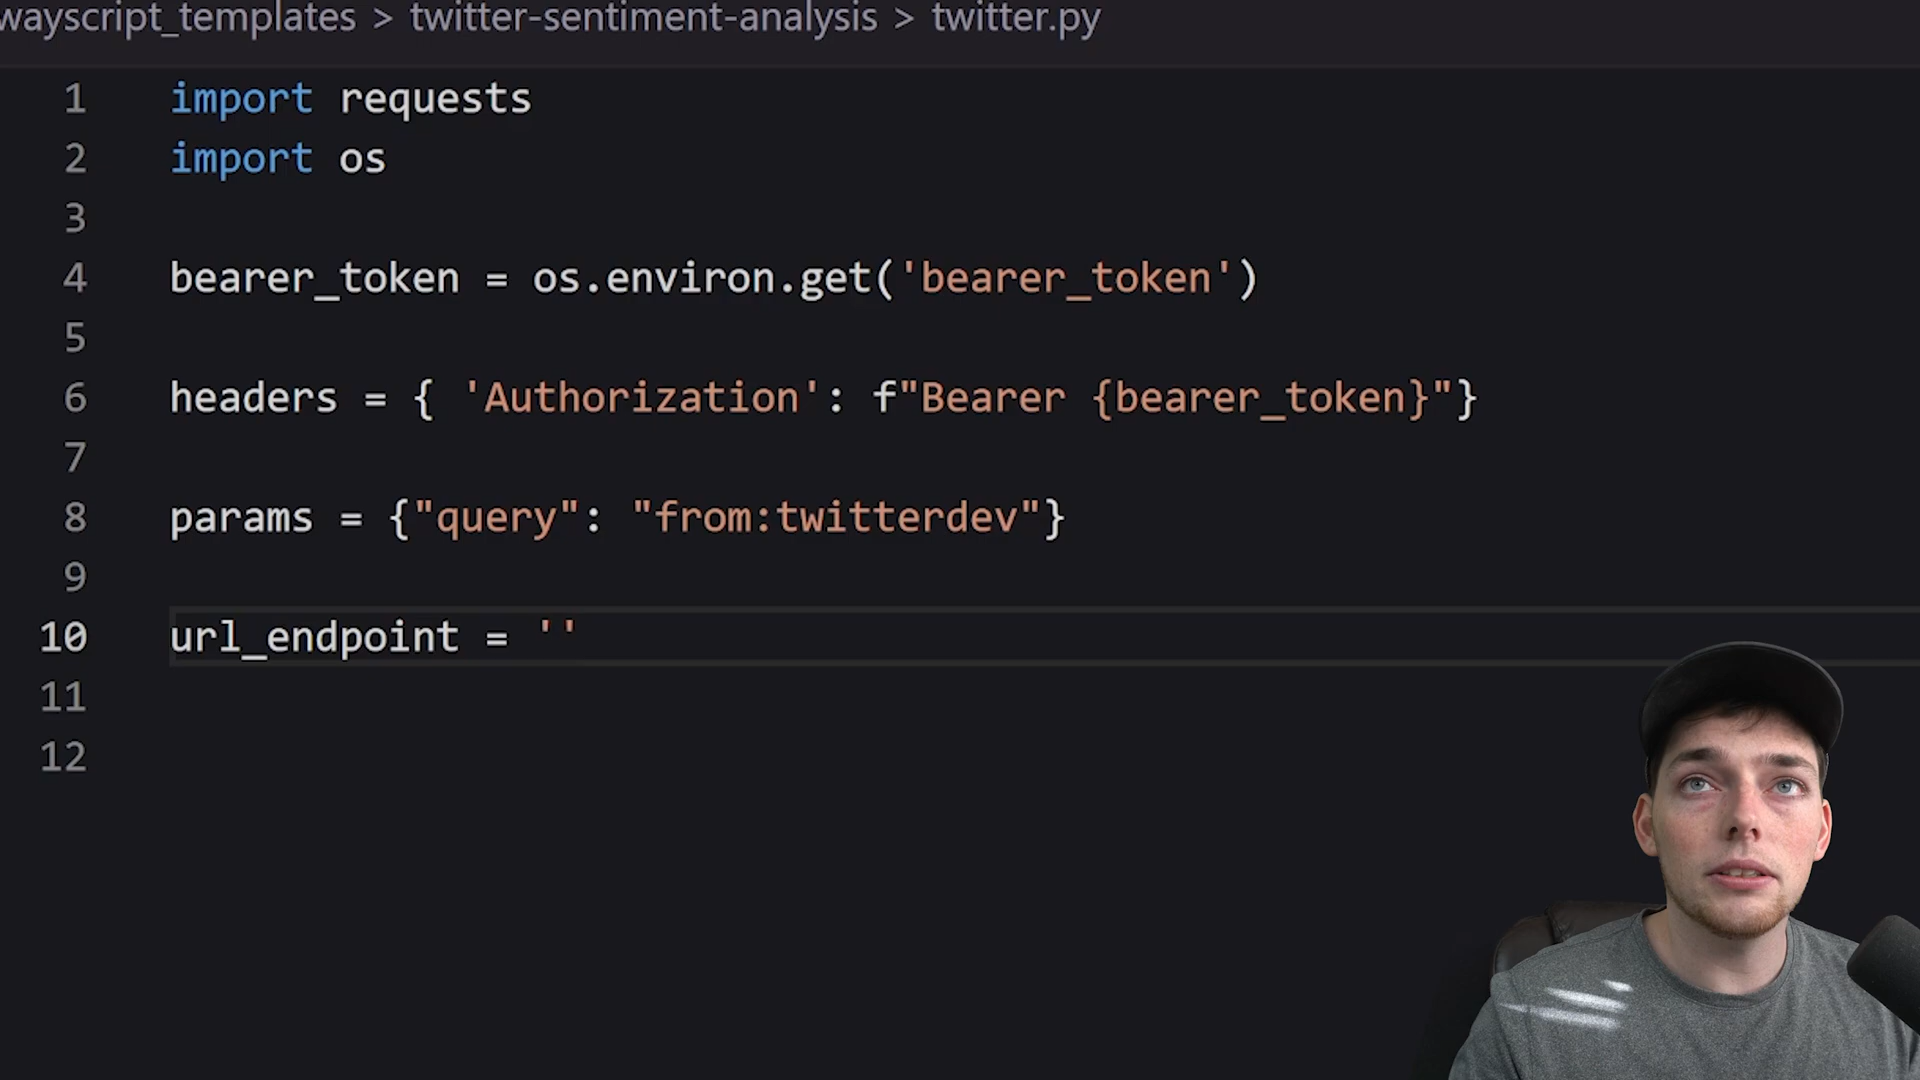 wayscript_templates > twitter-sentiment-analysis > twitter.py
1 import requests
2 import os
3
4 bearer_token = os.environ.get('bearer_token')
5
6 headers = { 'Authorization': f"Bearer {bearer_token}"}
7
8 params = {"query": "from:twitterdev"}
9
10 url_endpoint = ''
11
12